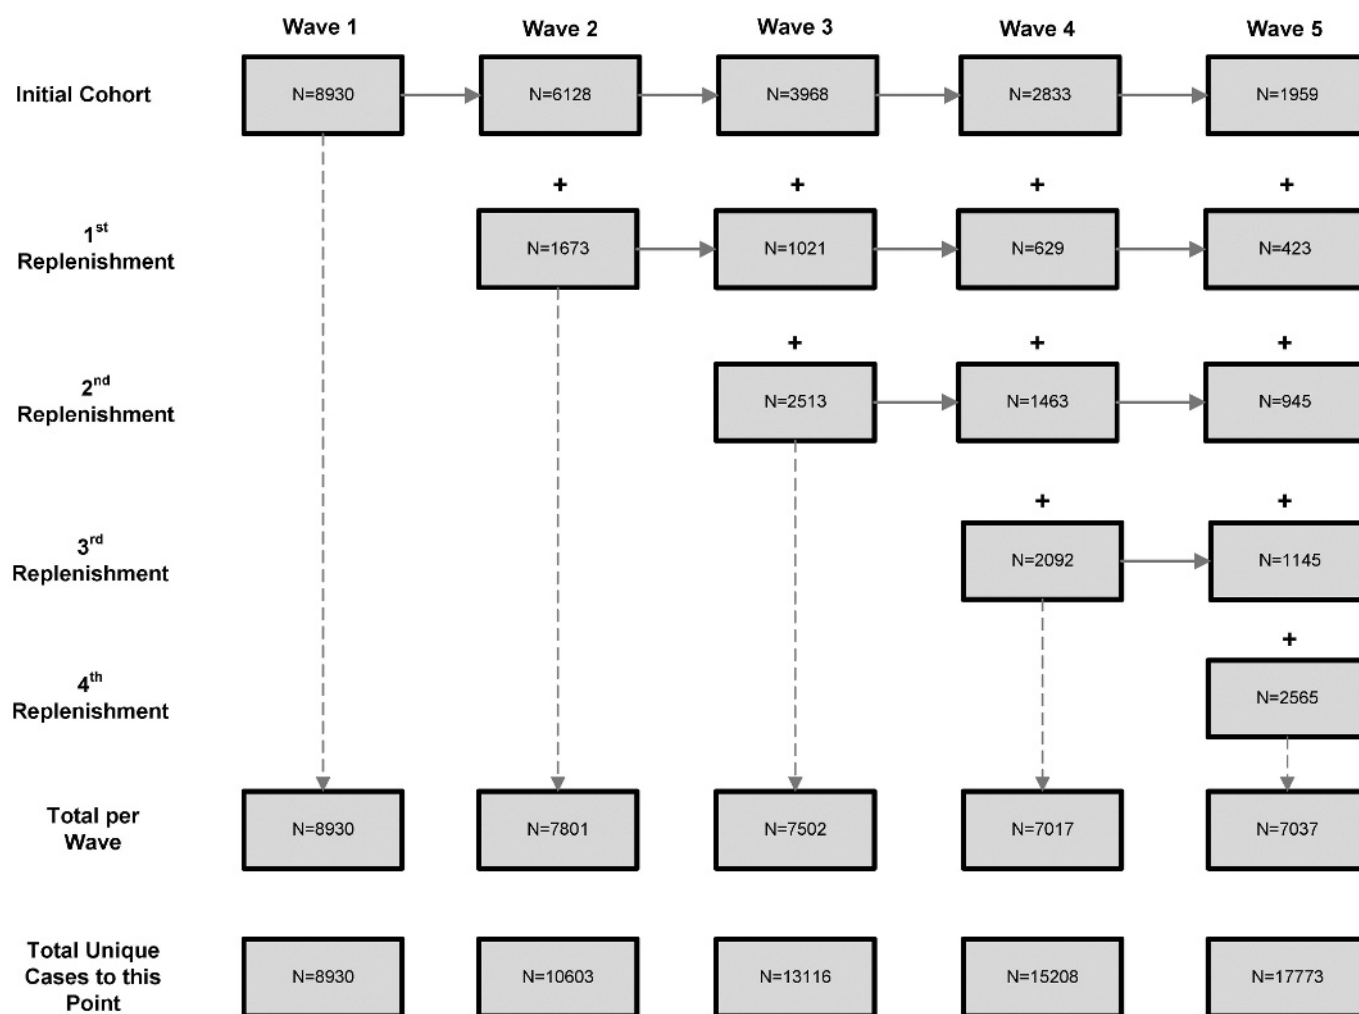 Wave 1 Wave 2 Wave 3 Wave 4 Wave 5
Initial Cohort N=8930 N=6128 N=3968 N=2833 N=1959
+ + + +
1st
Replenishment N=1673 N=1021 N=629 N=423
+ + +
2nd
Replenishment N=2513 N=1463 N=945
+ +
3rd
Replenishment N=2092 N=1145
+
4th
Replenishment N=2565
Total per
Wave N=8930 N=7801 N=7502 N=7017 N=7037
Total Unique
Cases to this N=8930 N=10603 N=13116 N=15208 N=17773
Point